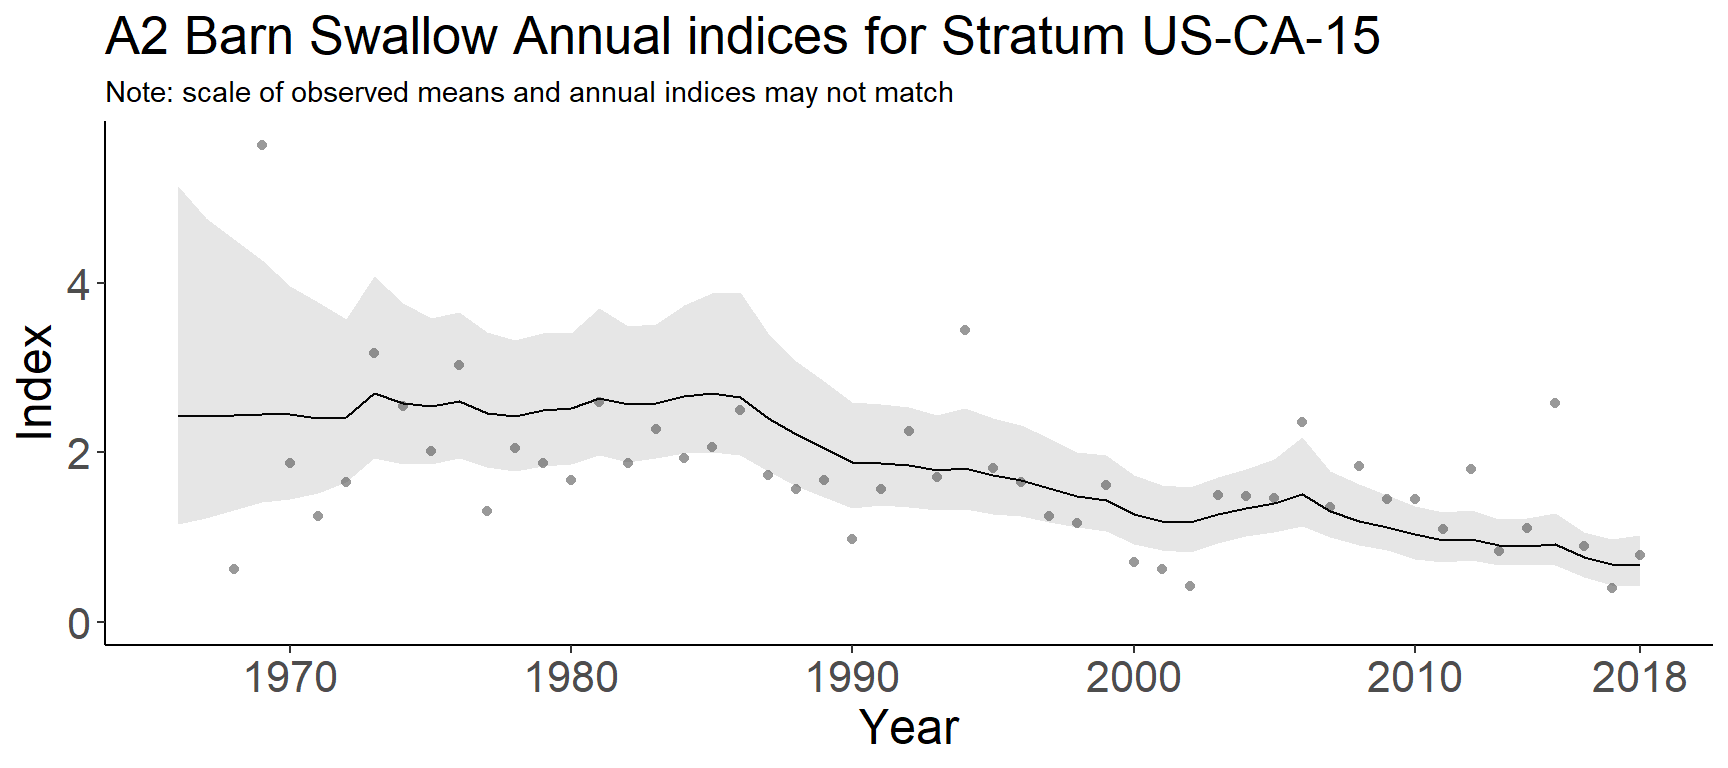 A2 Barn Swallow Annual indices for Stratum US-CA-15
Note: scale of observed means and annual indices may not match
4
2
0
Index
1970 1980 1990 2000 2010 2018
Year